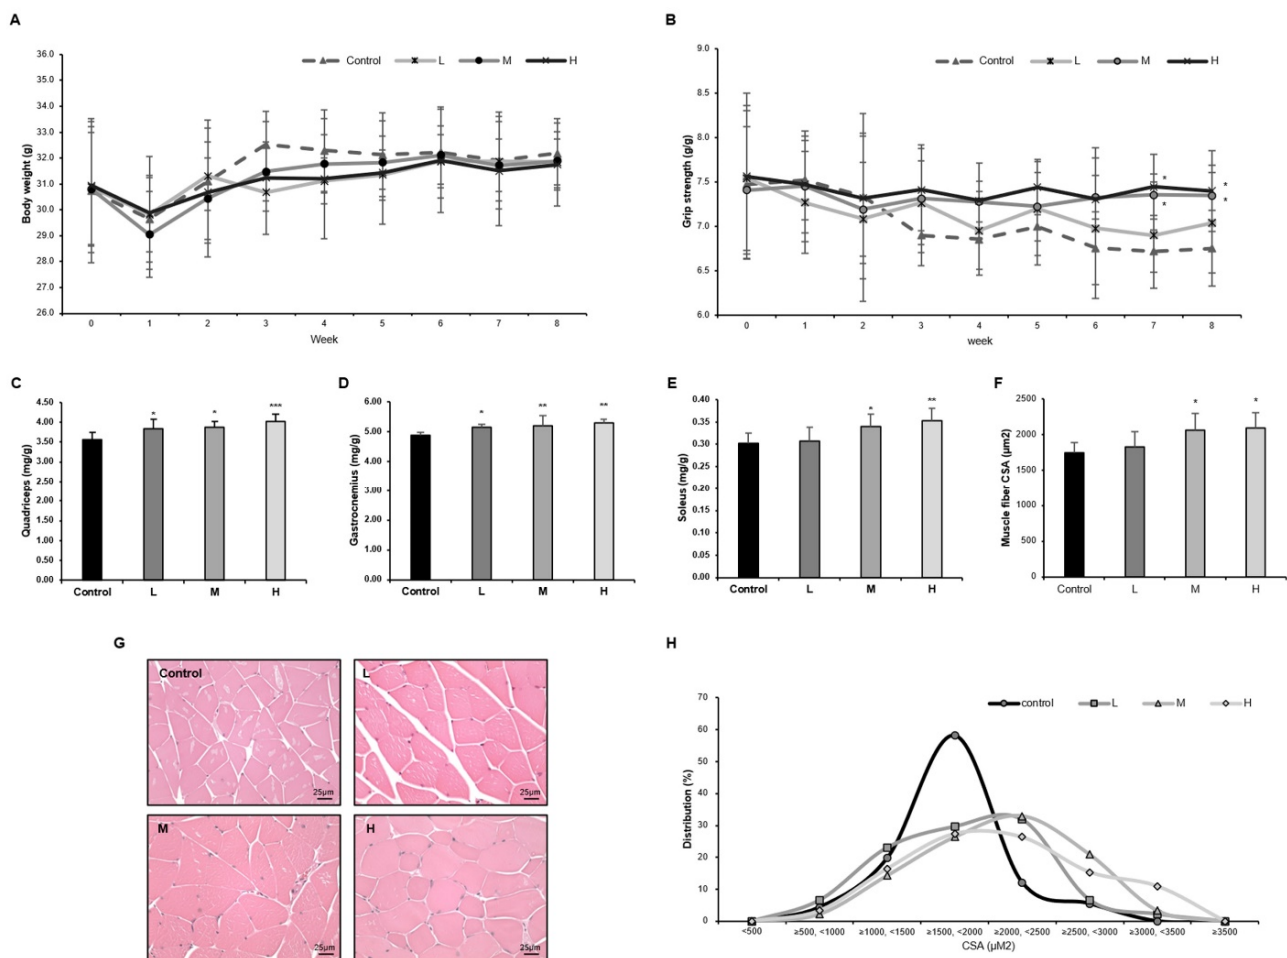 A
36.0
35.0
34.0
33.0
32.0
31.0
30.0
29.0
28.0
27.0
26.0
Body weight (g)
Control L M H
0 1 2 3 4 5 6 7 8
Week
B
9.0
8.5
8.0
7.5
7.0
6.5
6.0
Grip strength (g/g)
Control L M H
*
*
*
*
0 1 2 3 4 5 6 7 8
week
C
4.50
4.00
3.50
3.00
2.50
2.00
1.50
1.00
0.50
0.00
Quadriceps (mg/g)
* * ***
Control L M H
D
6.00
5.00
4.00
3.00
2.00
1.00
0.00
Gastrocnemius (mg/g)
* ** **
Control L M H
E
0.40
0.35
0.30
0.25
0.20
0.15
0.10
0.05
0.00
Soleus (mg/g)
* **
Control L M H
F
2500
2000
1500
1000
500
0
Muscle fiber CSA (µm2)
* *
Control L M H
G
Control
25µm
L
25µm
M
25µm
H
25µm
H
70
60
50
40
30
20
10
0
Distribution (%)
control L M H
<500 ≥500, <1000 ≥1000, <1500 ≥1500, <2000 ≥2000, <2500 ≥2500, <3000 ≥3000, <3500 ≥3500
CSA (µM2)